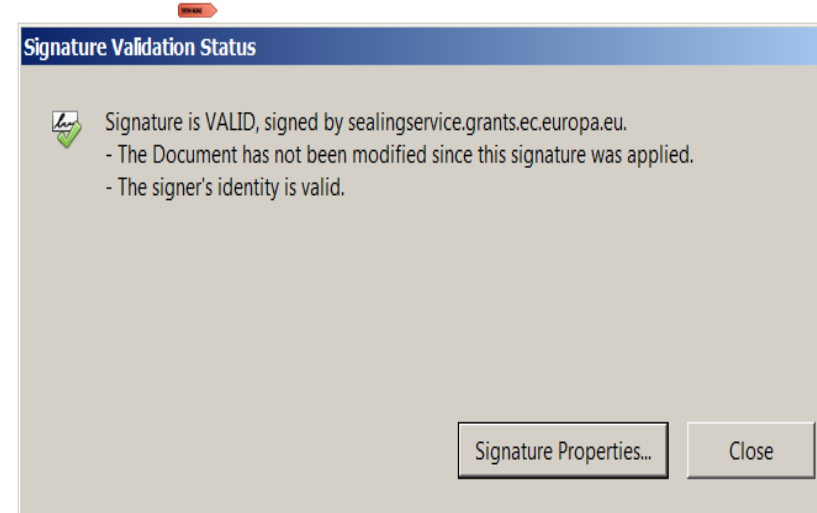 Signature Validation Status
Signature is VALID, signed by sealingservice.grants.ec.europa.eu.
- The Document has not been modified since this signature was applied.
- The signer's identity is valid.
Signature Properties...
Close